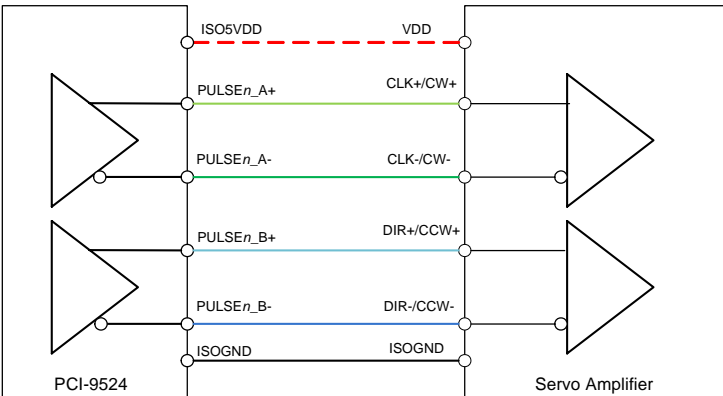 ISO5VDD VDD
PULSEn_A+ CLK+/CW+
PULSEn_A- CLK-/CW-
PULSEn_B+ DIR+/CCW+
PULSEn_B- DIR-/CCW-
ISOGND ISOGND
PCI-9524 Servo Amplifier